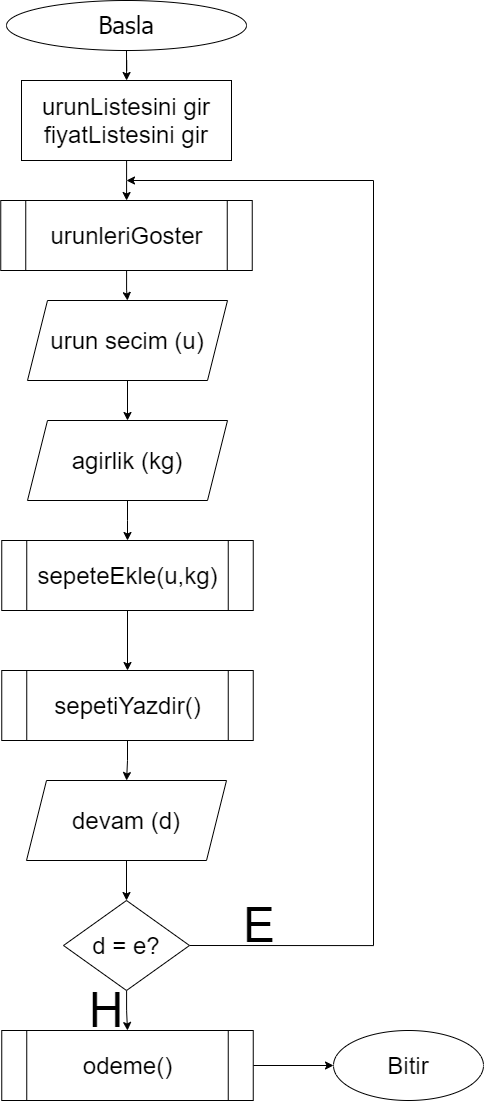 Basla
urunListesini gir
fiyatListesini gir
urunleriGoster
urun secim (u)
agirlik (kg)
sepeteEkle(u,kg)
sepetiYazdir()
devam (d)
d = e?
E
H
odeme()
Bitir